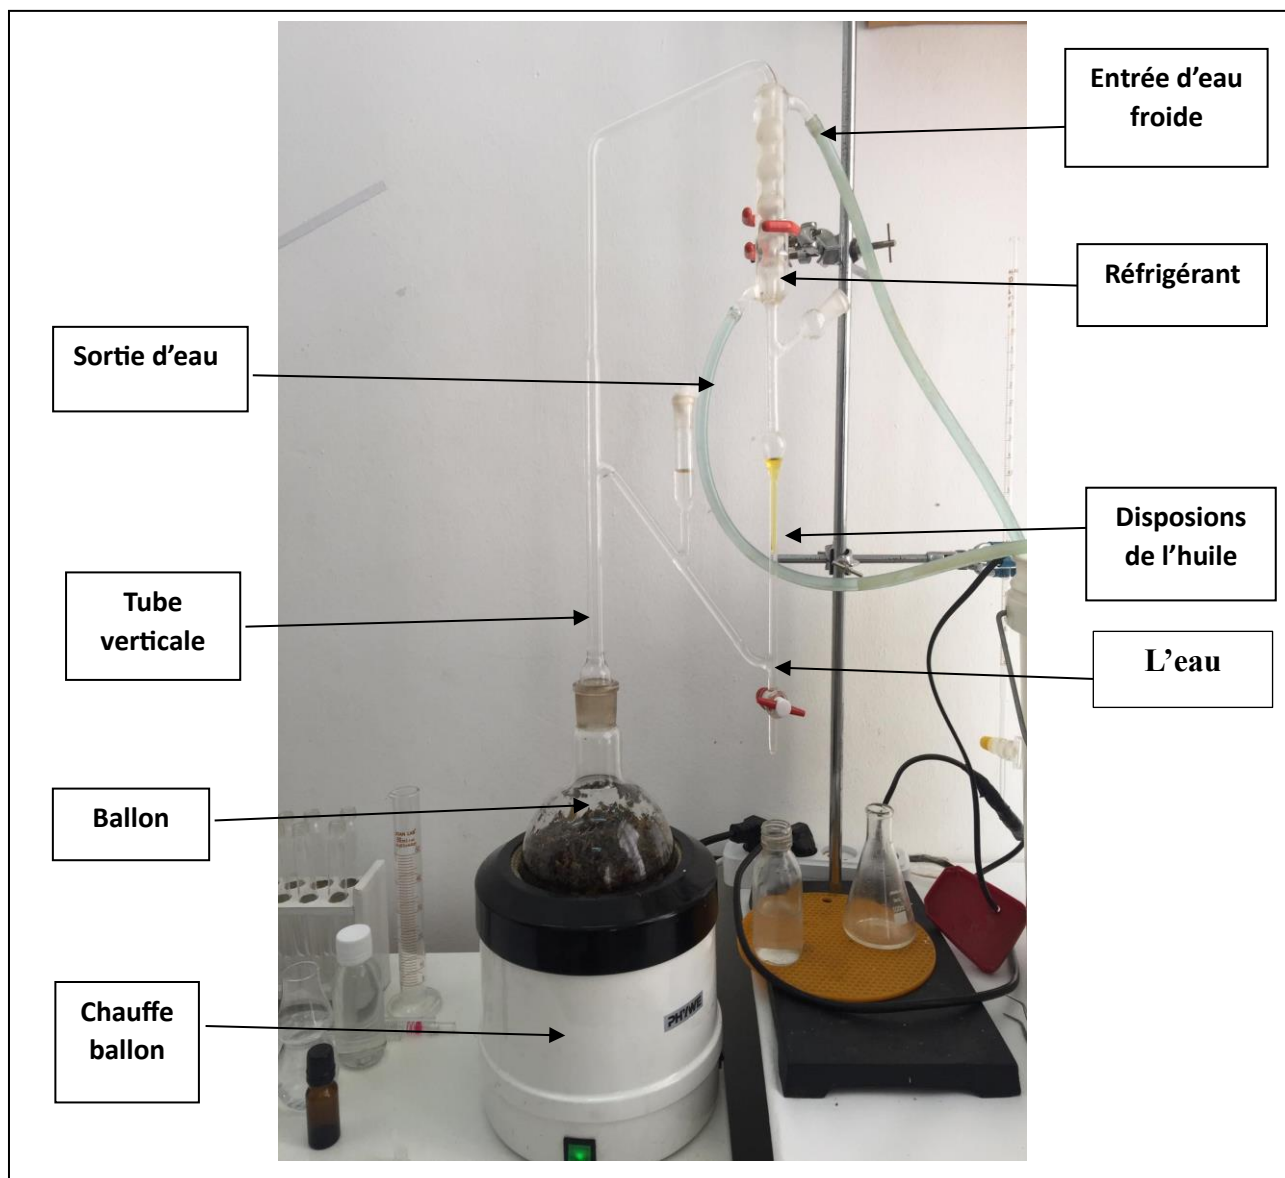 Entrée d’eau
froide
Réfrigérant
Sortie d’eau
Disposions
de l’huile
Tube
verticale
L’eau
Ballon
Chauffe
ballon
PHYWE